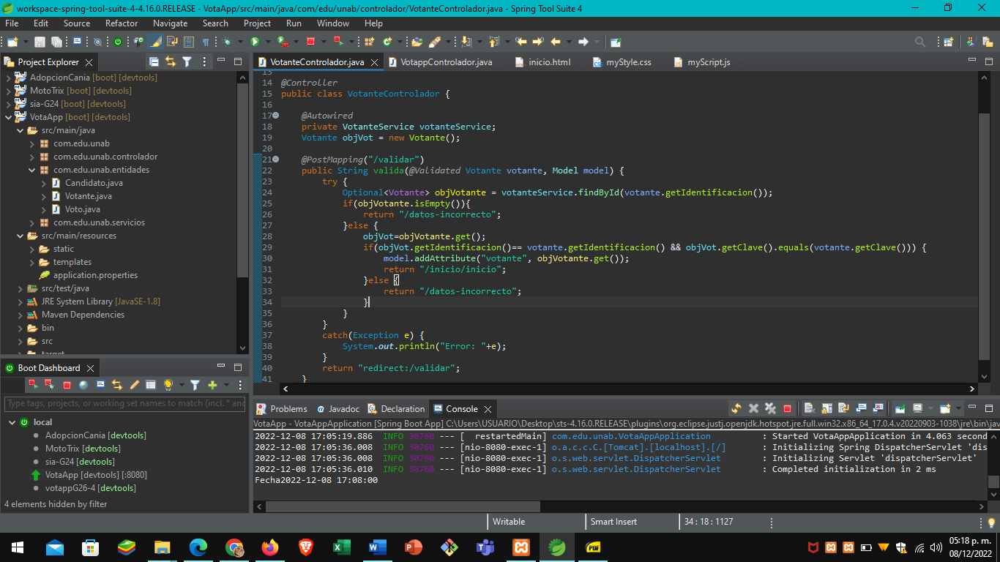 workspace-spring-tool-suite-4-4.16.0.RELEASE - VotaApp/src/main/java/com/edu/unab/controlador/VotanteControlador.java - Spring Tool Suite 4
File Edit Source Refactor Navigate Search Project Run Window Help
Project Explorer
AdopcionCania [boot] [devtools]
MotoTrix [boot] [devtools]
sia-G24 [boot] [devtools]
VotaApp [boot] [devtools]
src/main/java
com.edu.unab
com.edu.unab.controlador
com.edu.unab.entidades
Candidato.java
Votante.java
Voto.java
com.edu.unab.servicios
src/main/resources
static
templates
application.properties
src/test/java
JRE System Library [JavaSE-1.8]
Maven Dependencies
bin
src
target
Boot Dashboard
Type tags, projects, or working set names to match (incl. * and
local
AdopcionCania [devtools]
MotoTrix [devtools]
sia-G24 [devtools]
VotaApp [devtools] [:8080]
votappG26-4 [devtools]
4 elements hidden by filter
VotanteControlador.java VotappControlador.java inicio.html myStyle.css myScript.js
13
14 @Controller
15 public class VotanteControlador {
16
17 @Autowired
18 private VotanteService votanteService;
19 Votante objVot = new Votante();
20
21 @PostMapping("/validar")
22 public String valida(@Validated Votante votante, Model model) {
23 try {
24 Optional<Votante> objVotante = votanteService.findById(votante.getIdentificacion());
25 if(objVotante.isEmpty()){
26 return "/datos-incorrecto";
27 }else {
28 objVot=objVotante.get();
29 if(objVot.getIdentificacion()== votante.getIdentificacion() && objVot.getClave().equals(votante.getClave())) {
30 model.addAttribute("votante", objVotante.get());
31 return "/inicio/inicio";
32 }else {
33 return "/datos-incorrecto";
34 }
35 }
36 }
37 catch(Exception e) {
38 System.out.println("Error: "+e);
39 }
40 return "redirect:/validar";
41 }
Problems Javadoc Declaration Console
VotaApp - VotaAppApplication [Spring Boot App] C:\Users\USUARIO\Desktop\sts-4.16.0.RELEASE\plugins\org.eclipse.justj.openjdk.hotspot.jre.full.win32.x86_64_17.0.4.v20220903-1038\jre\bin\jav
2022-12-08 17:05:19.886 INFO 30760 --- [ restartedMain] com.edu.unab.VotaAppApplication : Started VotaAppApplication in 4.063 second
2022-12-08 17:05:36.008 INFO 30760 --- [nio-8080-exec-1] o.a.c.c.C.[Tomcat].[localhost].[/] : Initializing Spring DispatcherServlet 'dis
2022-12-08 17:05:36.008 INFO 30760 --- [nio-8080-exec-1] o.s.web.servlet.DispatcherServlet : Initializing Servlet 'dispatcherServlet'
2022-12-08 17:05:36.010 INFO 30760 --- [nio-8080-exec-1] o.s.web.servlet.DispatcherServlet : Completed initialization in 2 ms
Fecha2022-12-08 17:08:00
Writable Smart Insert 34 : 18 : 1127
05:18 p. m.
08/12/2022